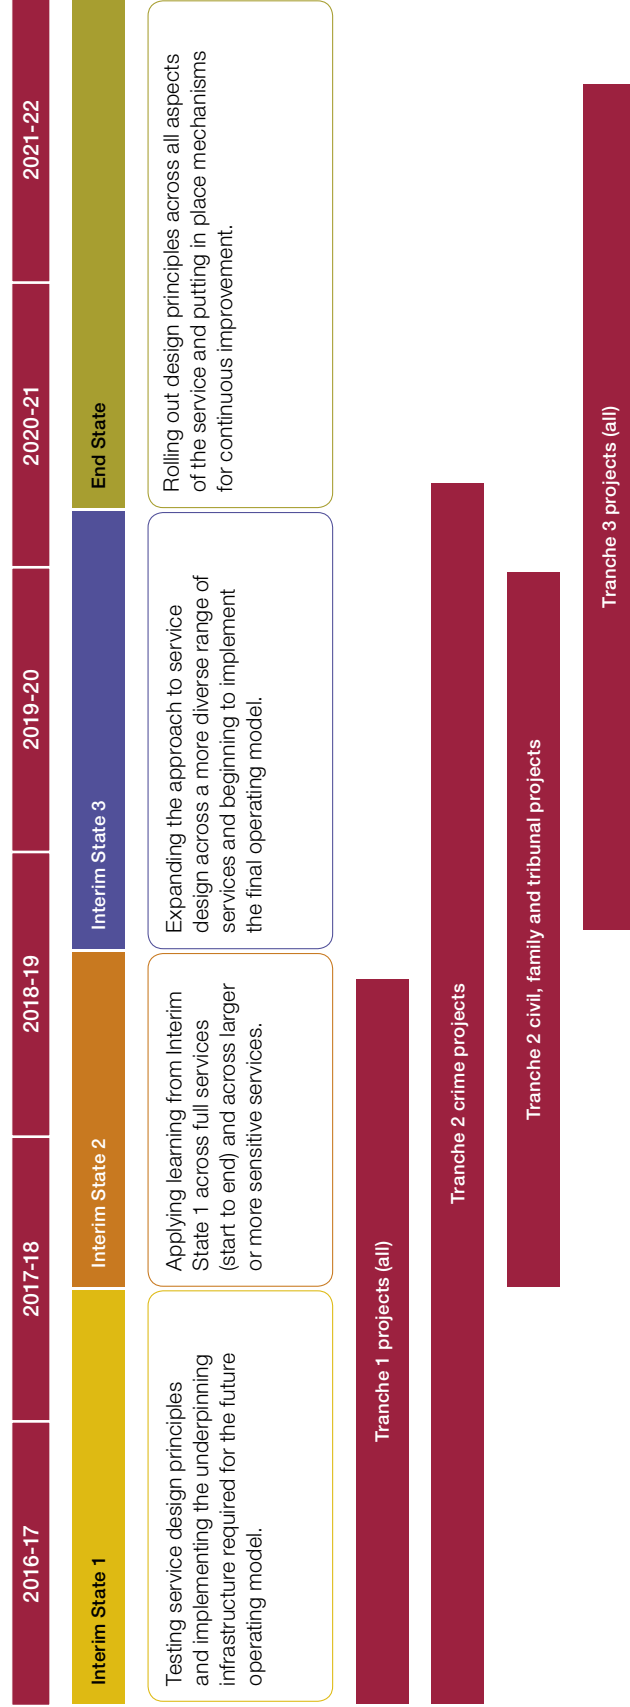 2016-17
2017-18
2018-19
2019-20
2020-21
2021-22
Interim State 1
Interim State 2
Interim State 3
End State
Testing service design principles
and implementing the underpinning
infrastructure required for the future
operating model.
Applying learning from Interim
State 1 across full services
(start to end) and across larger
or more sensitive services.
Expanding the approach to service
design across a more diverse range of
services and beginning to implement
the final operating model.
Rolling out design principles across all aspects
of the service and putting in place mechanisms
for continuous improvement.
Tranche 1 projects (all)
Tranche 2 crime projects
Tranche 2 civil, family and tribunal projects
Tranche 3 projects (all)